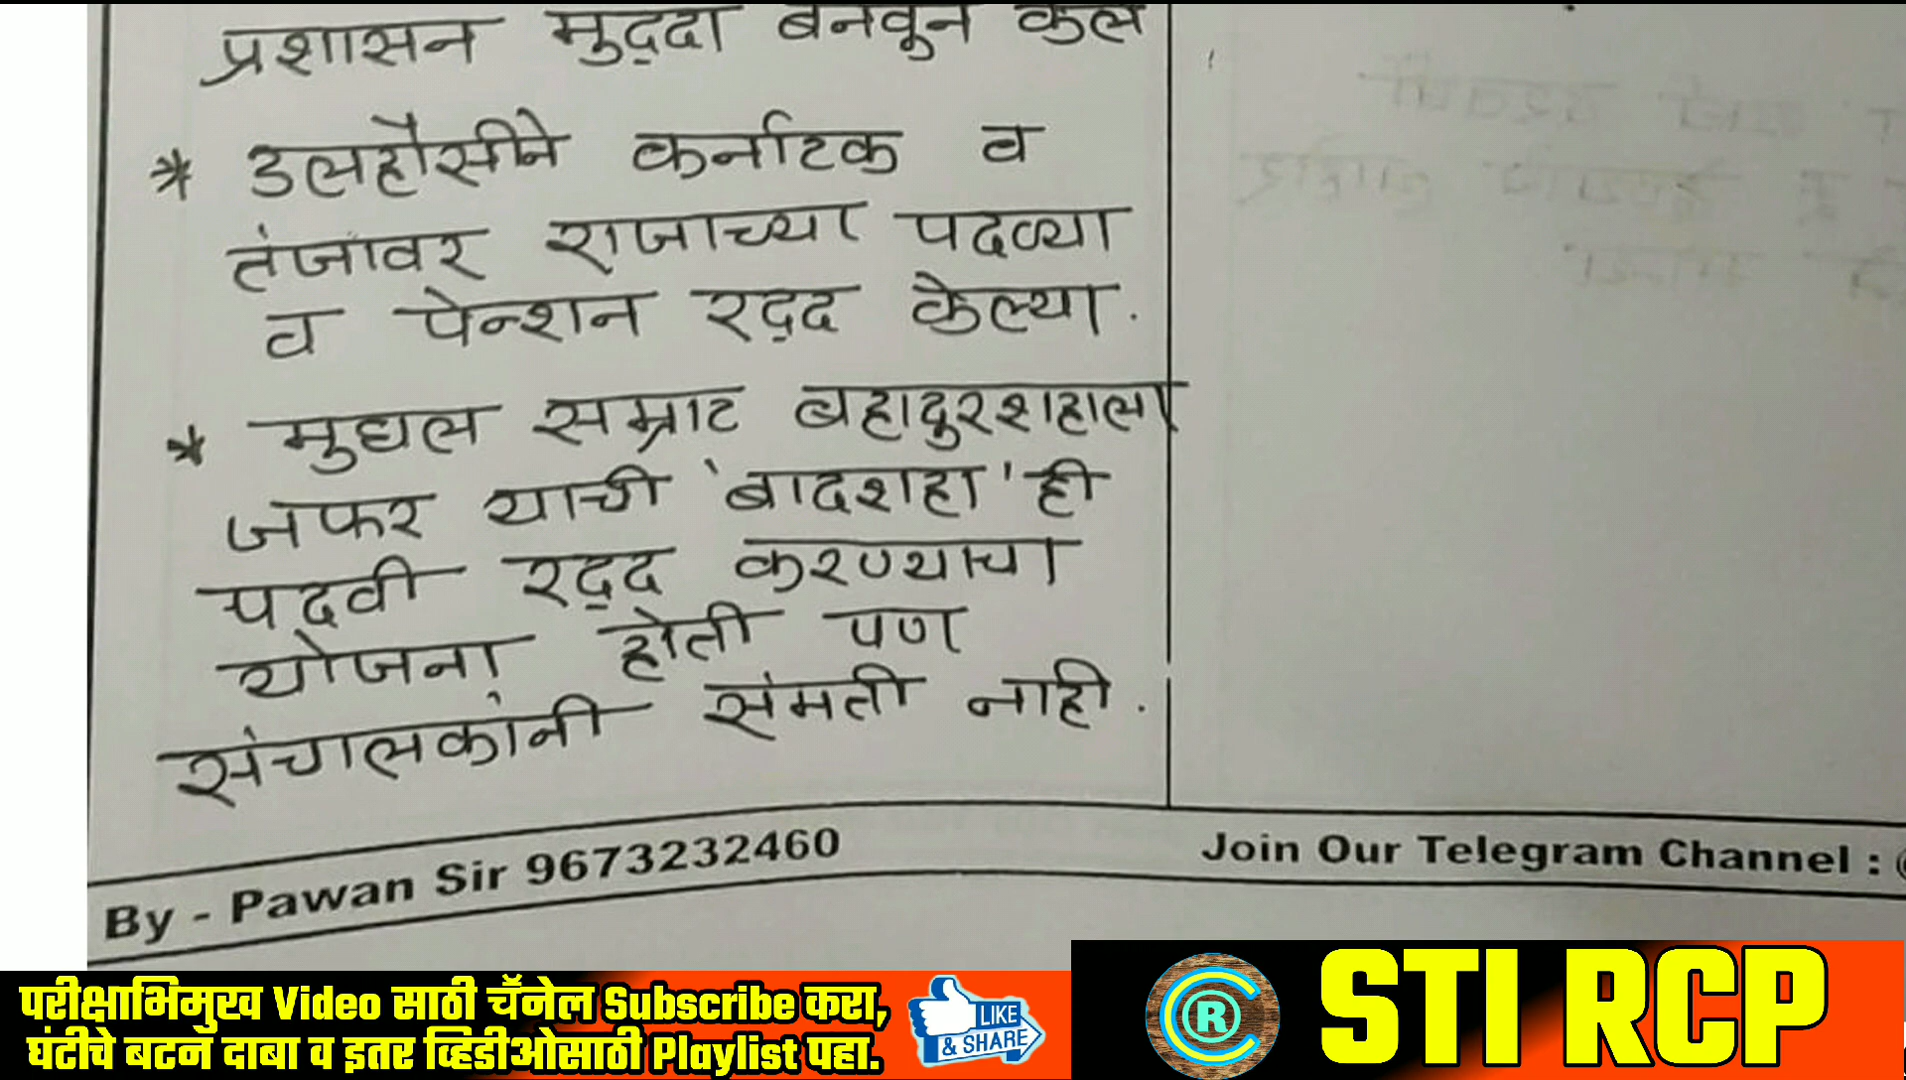 प्रशासन मुद्दा बनवून केले
* डलहौसीने कर्नाटक व
तंजावर राजाच्या पदव्या
व पेन्शन रद्द केल्या.
* मुघल सम्राट बहादुरशहाला
जफर याची 'बादशहा' ही
पदवी रद्द करण्याचा
योजना होती पण
संचालकांनी संमती नाही.
By - Pawan Sir 9673232460
Join Our Telegram Channel :
परीक्षाभिमुख Video साठी चॅनेल Subscribe करा,
घंटीचे बटन दाबा व इतर व्हिडीओसाठी Playlist पहा.
LIKE
& SHARE
®
STI RCP